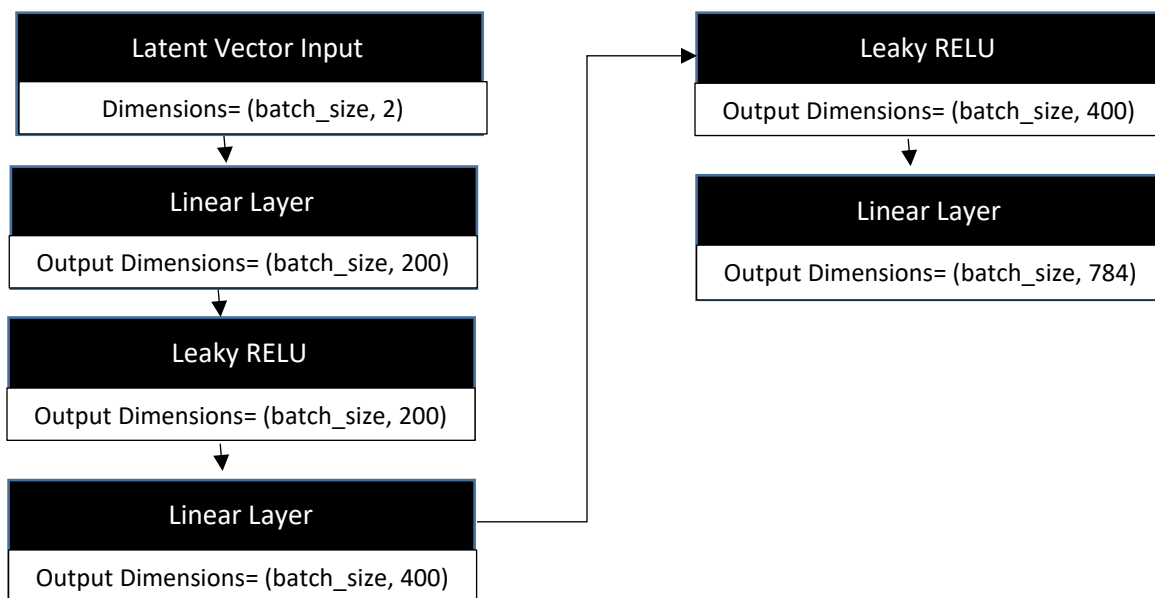 Latent Vector Input
Dimensions= (batch_size, 2)
Linear Layer
Output Dimensions= (batch_size, 200)
Leaky RELU
Output Dimensions= (batch_size, 200)
Linear Layer
Output Dimensions= (batch_size, 400)
Leaky RELU
Output Dimensions= (batch_size, 400)
Linear Layer
Output Dimensions= (batch_size, 784)